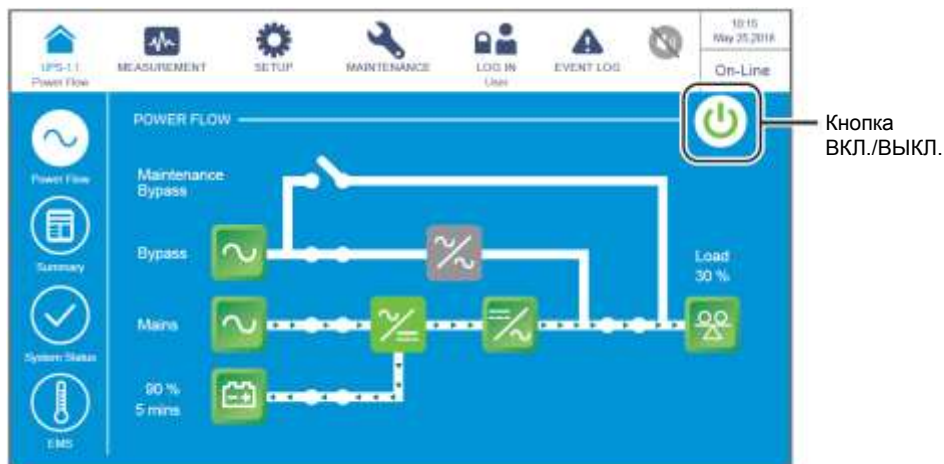 UPS-1.1
Power Flow
MEASUREMENT
SETUP
MAINTENANCE
LOG IN
User
EVENT LOG
10:15
May 25,2018
On-Line
POWER FLOW
Кнопка
ВКЛ./ВЫКЛ.
Power Flow
Summary
System Status
EMS
Maintenance
Bypass
Bypass
Mains
90 %
5 mins
Load
30 %